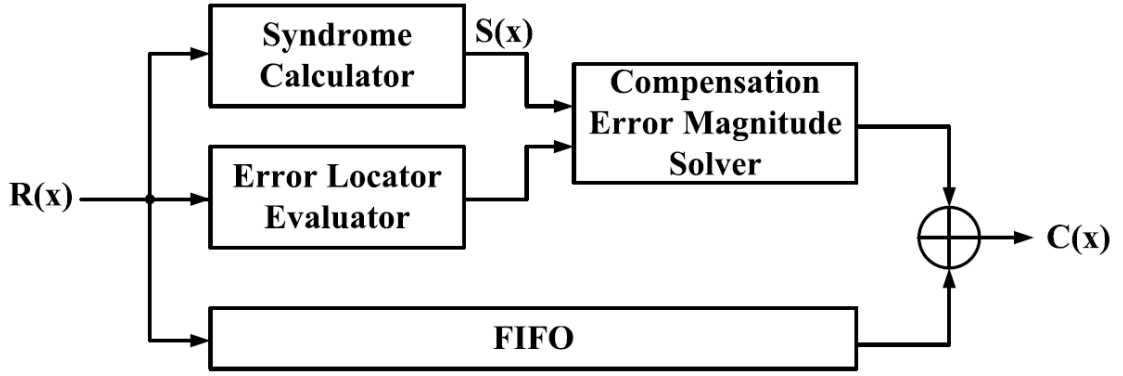 Syndrome
Calculator
S(x)
Compensation
Error Magnitude
Solver
Error Locator
Evaluator
R(x)
C(x)
FIFO